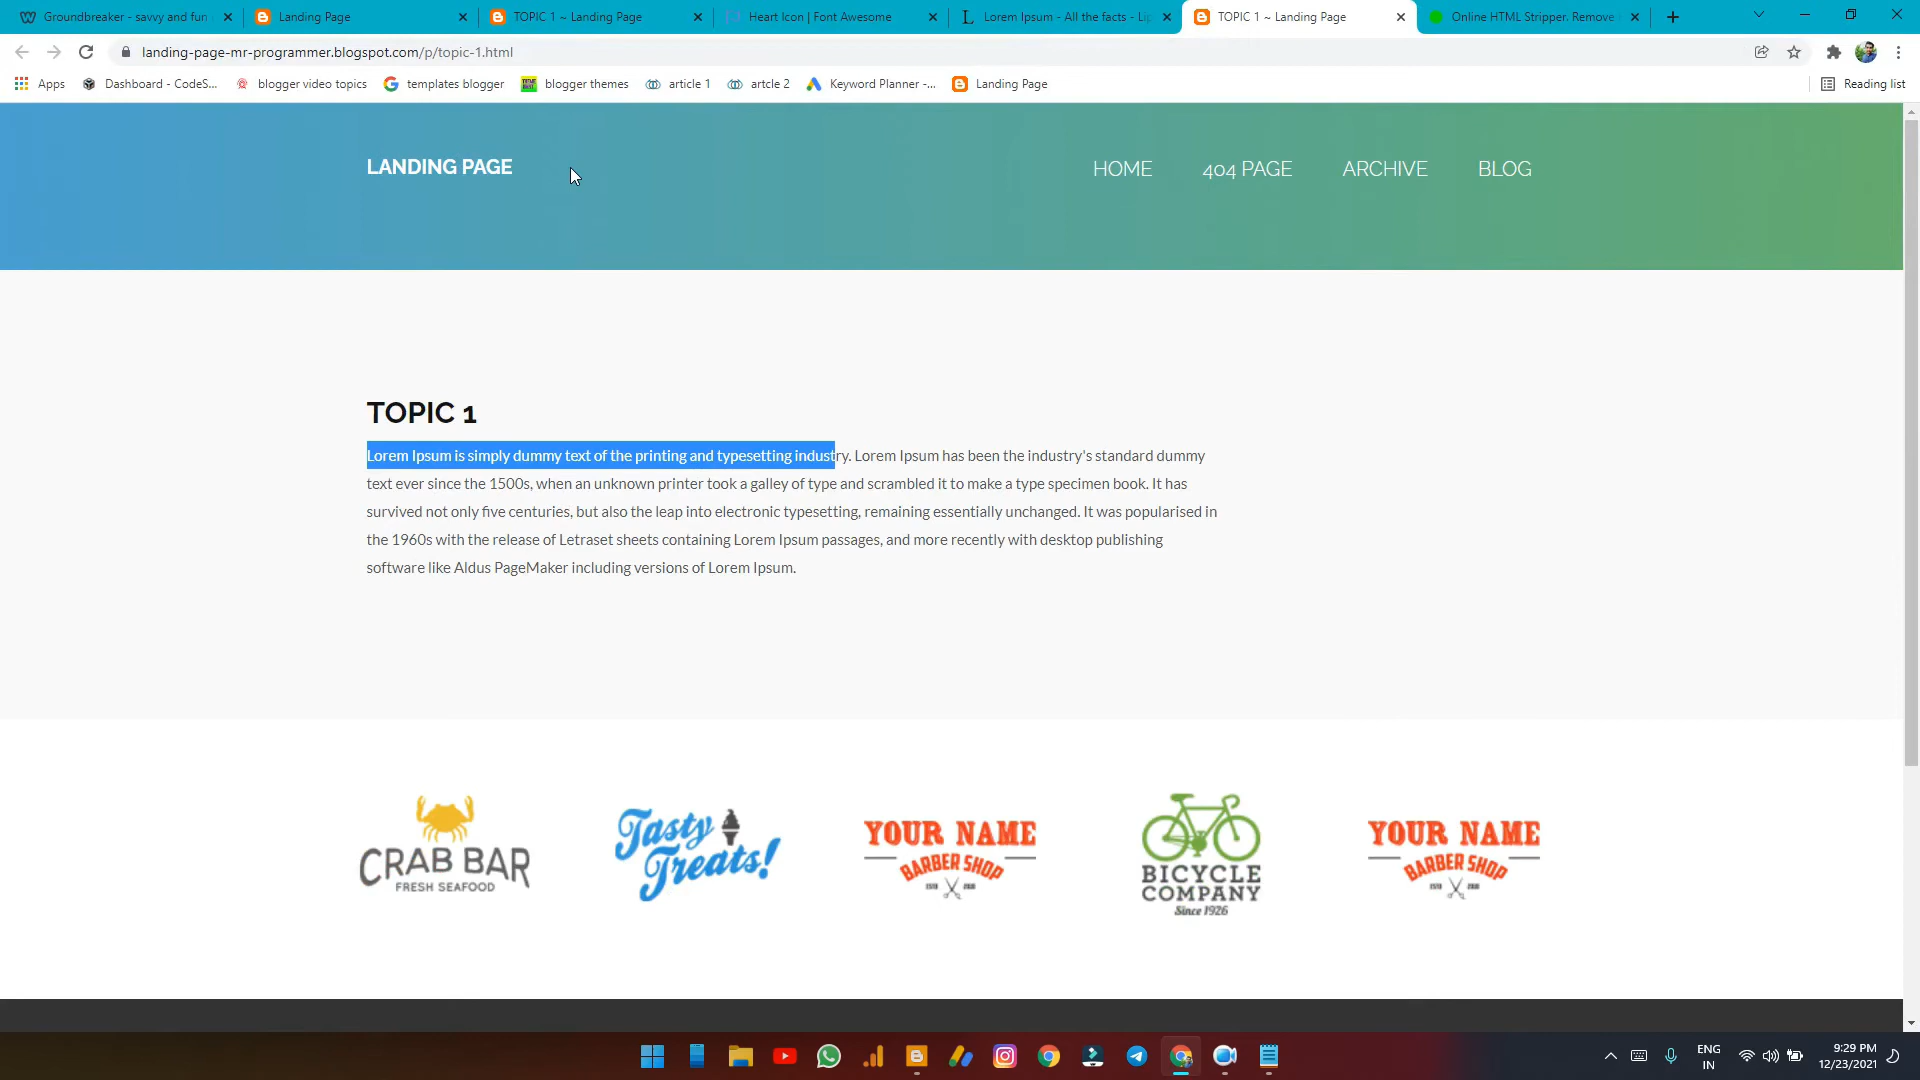 Groundbreaker - savvy and fun
Landing Page
TOPIC 1 ~ Landing Page
Heart Icon | Font Awesome
Lorem Ipsum - All the facts - Lip
TOPIC 1 ~ Landing Page
Online HTML Stripper. Remove
landing-page-mr-programmer.blogspot.com/p/topic-1.html
Apps
Dashboard - CodeS...
blogger video topics
templates blogger
blogger themes
article 1
artcle 2
Keyword Planner -...
Landing Page
Reading list
LANDING PAGE
HOME
404 PAGE
ARCHIVE
BLOG
TOPIC 1
Lorem Ipsum is simply dummy text of the printing and typesetting industry. Lorem Ipsum has been the industry's standard dummy
text ever since the 1500s, when an unknown printer took a galley of type and scrambled it to make a type specimen book. It has
survived not only five centuries, but also the leap into electronic typesetting, remaining essentially unchanged. It was popularised in
the 1960s with the release of Letraset sheets containing Lorem Ipsum passages, and more recently with desktop publishing
software like Aldus PageMaker including versions of Lorem Ipsum.
CRAB BAR
FRESH SEAFOOD
Tasty
Treats!
YOUR NAME
BARBER SHOP
BICYCLE
COMPANY
Since 1926
YOUR NAME
BARBER SHOP
ENG
IN
9:29 PM
12/23/2021